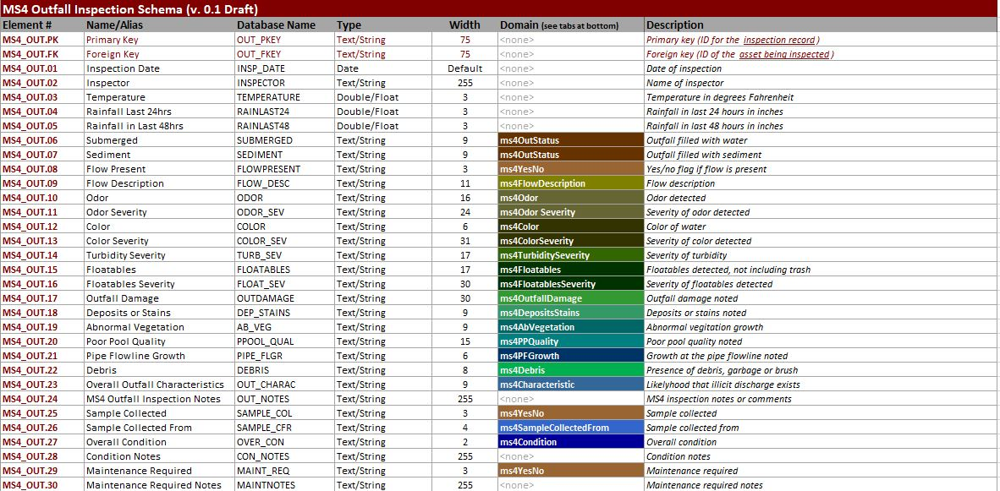 MS4 Outfall Inspection Schema (v. 0.1 Draft)
Element # Name/Alias Database Name Type Width Domain (see tabs at bottom) Description
MS4_OUT.PK Primary Key OUT_PKEY Text/String 75 <none> Primary key (ID for the inspection record)
MS4_OUT.FK Foreign Key OUT_FKEY Text/String 75 <none> Foreign key (ID of the asset being inspected)
MS4_OUT.01 Inspection Date INSP_DATE Date Default <none> Date of inspection
MS4_OUT.02 Inspector INSPECTOR Text/String 255 <none> Name of inspector
MS4_OUT.03 Temperature TEMPERATURE Double/Float 3 <none> Temperature in degrees Fahrenheit
MS4_OUT.04 Rainfall Last 24hrs RAINLAST24 Double/Float 3 <none> Rainfall in last 24 hours in inches
MS4_OUT.05 Rainfall in Last 48hrs RAINLAST48 Double/Float 3 <none> Rainfall in last 48 hours in inches
MS4_OUT.06 Submerged SUBMERGED Text/String 9 ms4OutStatus Outfall filled with water
MS4_OUT.07 Sediment SEDIMENT Text/String 9 ms4OutStatus Outfall filled with sediment
MS4_OUT.08 Flow Present FLOWPRESENT Text/String 3 ms4YesNo Yes/no flag if flow is present
MS4_OUT.09 Flow Description FLOW_DESC Text/String 11 ms4FlowDescription Flow description
MS4_OUT.10 Odor ODOR Text/String 16 ms4Odor Odor detected
MS4_OUT.11 Odor Severity ODOR_SEV Text/String 24 ms4Odor Severity Severity of odor detected
MS4_OUT.12 Color COLOR Text/String 6 ms4Color Color of water
MS4_OUT.13 Color Severity COLOR_SEV Text/String 31 ms4ColorSeverity Severity of color detected
MS4_OUT.14 Turbidity Severity TURB_SEV Text/String 17 ms4TurbiditySeverity Severity of turbidity
MS4_OUT.15 Floatables FLOATABLES Text/String 17 ms4Floatables Floatables detected, not including trash
MS4_OUT.16 Floatables Severity FLOAT_SEV Text/String 30 ms4FloatablesSeverity Severity of floatables detected
MS4_OUT.17 Outfall Damage OUTDAMAGE Text/String 30 ms4OutfallDamage Outfall damage noted
MS4_OUT.18 Deposits or Stains DEP_STAINS Text/String 9 ms4DepositsStains Deposits or stains noted
MS4_OUT.19 Abnormal Vegetation AB_VEG Text/String 9 ms4AbVegetation Abnormal vegitation growth
MS4_OUT.20 Poor Pool Quality PPOOL_QUAL Text/String 15 ms4PPQuality Poor pool quality noted
MS4_OUT.21 Pipe Flowline Growth PIPE_FLGR Text/String 6 ms4PFGrowth Growth at the pipe flowline noted
MS4_OUT.22 Debris DEBRIS Text/String 8 ms4Debris Presence of debris, garbage or brush
MS4_OUT.23 Overall Outfall Characteristics OUT_CHARAC Text/String 9 ms4Characteristic Likelyhood that illicit discharge exists
MS4_OUT.24 MS4 Outfall Inspection Notes OUT_NOTES Text/String 255 <none> MS4 inspection notes or comments
MS4_OUT.25 Sample Collected SAMPLE_COL Text/String 3 ms4YesNo Sample collected
MS4_OUT.26 Sample Collected From SAMPLE_CFR Text/String 4 ms4SampleCollectedFrom Sample collected from
MS4_OUT.27 Overall Condition OVER_CON Text/String 2 ms4Condition Overall condition
MS4_OUT.28 Condition Notes CON_NOTES Text/String 255 <none> Condition notes
MS4_OUT.29 Maintenance Required MAINT_REQ Text/String 3 ms4YesNo Maintenance required
MS4_OUT.30 Maintenance Required Notes MAINTNOTES Text/String 255 <none> Maintenance required notes